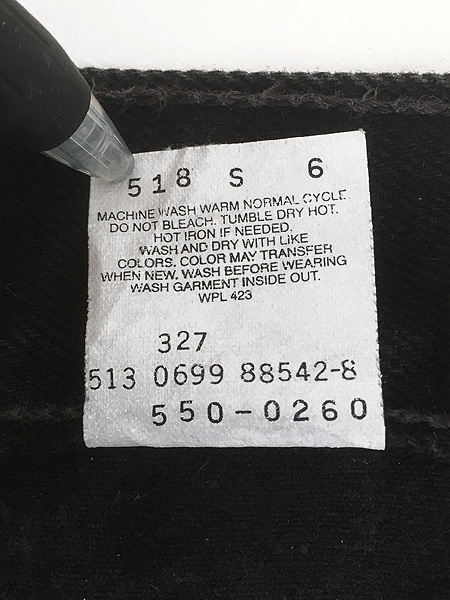 518 S 6
MACHINE WASH WARM NORMAL CYCLE.
DO NOT BLEACH. TUMBLE DRY HOT.
HOT IRON IF NEEDED.
WASH AND DRY WITH LIKE
COLORS. COLOR MAY TRANSFER
WHEN NEW. WASH BEFORE WEARING
WASH GARMENT INSIDE OUT.
WPL 423
327
513 0699 88542-8
550-0260